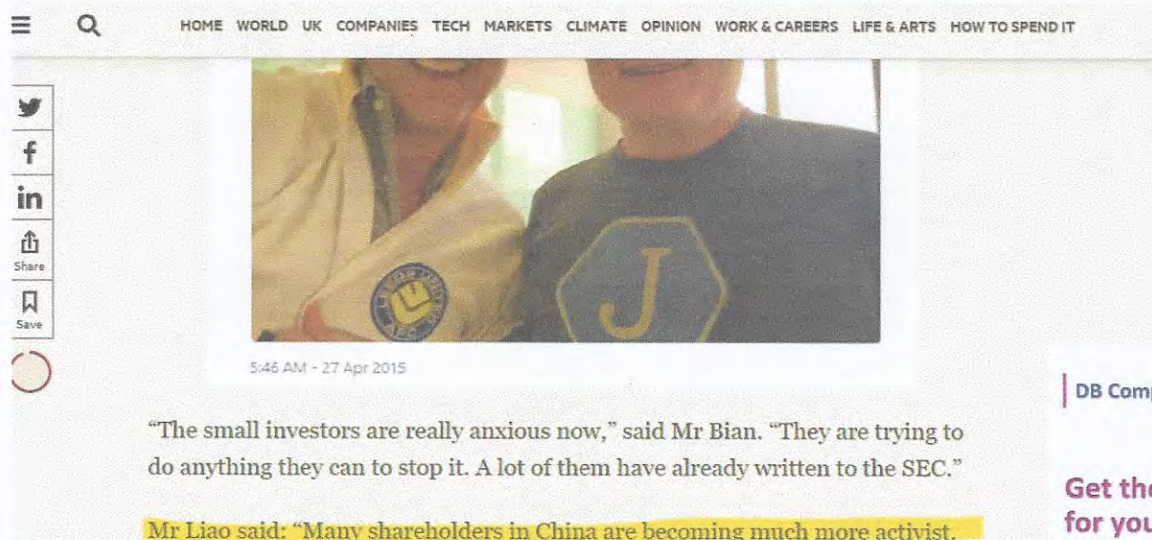 HOME WORLD UK COMPANIES TECH MARKETS CLIMATE OPINION WORK & CAREERS LIFE & ARTS HOW TO SPEND IT
f
in
Share
Save
J
5:46 AM - 27 Apr 2015
“The small investors are really anxious now,” said Mr Bian. “They are trying to
do anything they can to stop it. A lot of them have already written to the SEC.”
Mr Liao said: “Many shareholders in China are becoming much more activist.
DB Com
Get the
for you